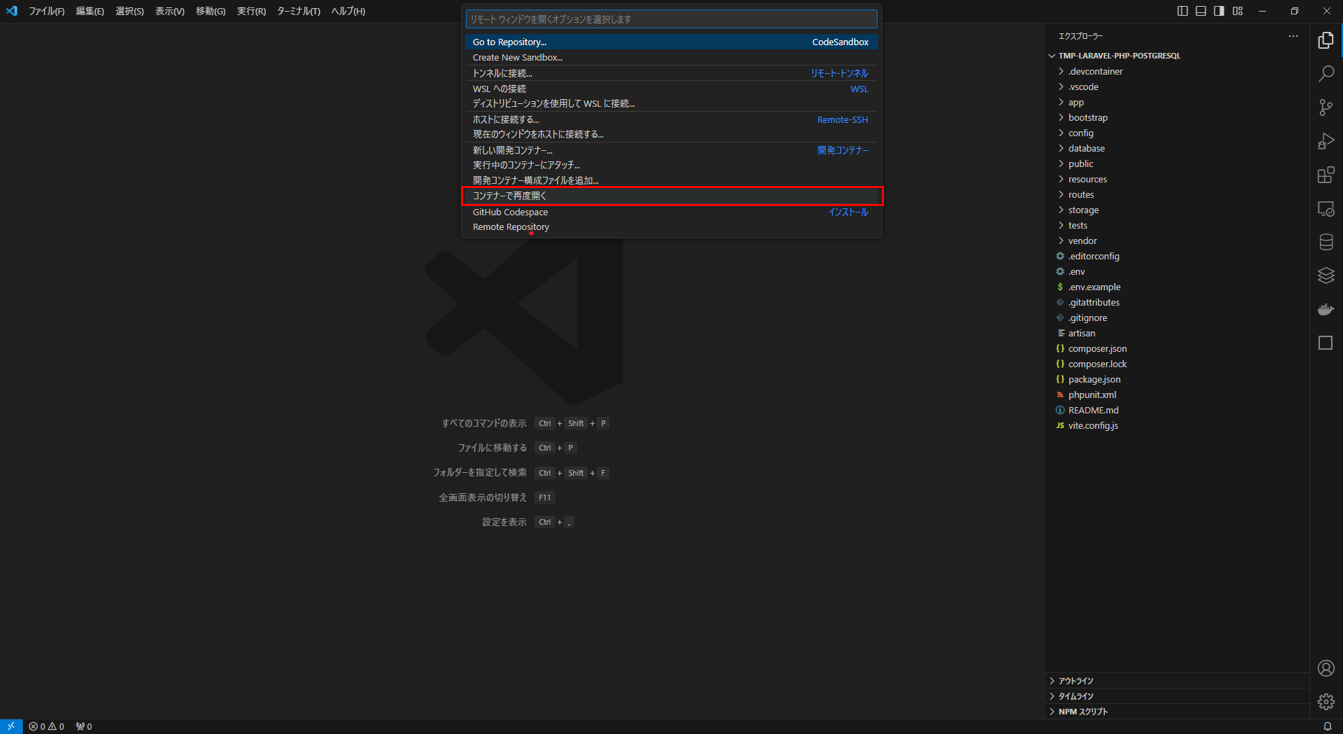 ファイル(F) 編集(E) 選択(S) 表示(V) 移動(G) 実行(R) ターミナル(T) ヘルプ(H)
リモート ウィンドウを開くオプションを選択します
Go to Repository... CodeSandbox
Create New Sandbox...
トンネルに接続... リモート-トンネル
WSL への接続 WSL
ディストリビューションを使用して WSL に接続...
ホストに接続する... Remote-SSH
現在のウィンドウをホストに接続する...
新しい開発コンテナー... 開発コンテナー
実行中のコンテナーにアタッチ...
開発コンテナー構成ファイルを追加...
コンテナーで再度開く
GitHub Codespace インストール
Remote Repository
すべてのコマンドの表示 Ctrl + Shift + P
ファイルに移動する Ctrl + P
フォルダーを指定して検索 Ctrl + Shift + F
全画面表示の切り替え F11
設定を表示 Ctrl + ,
エクスプローラー ...
TMP-LARAVEL-PHP-POSTGRESQL
.devcontainer
.vscode
app
bootstrap
config
database
public
resources
routes
storage
tests
vendor
.editorconfig
.env
$ .env.example
.gitattributes
.gitignore
artisan
{} composer.json
{} composer.lock
{} package.json
phpunit.xml
README.md
JS vite.config.js
アウトライン
タイムライン
NPM スクリプト
0 0 0